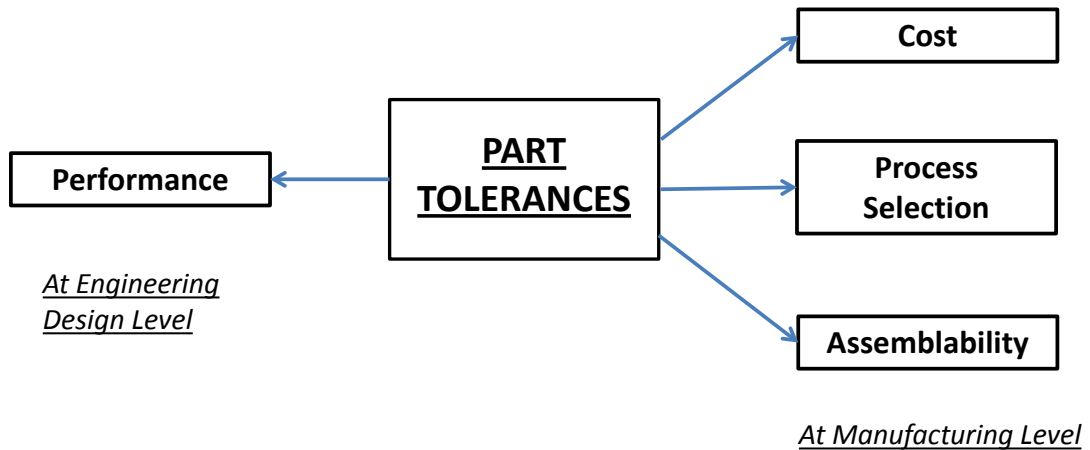 Cost
PART
TOLERANCES
Performance
Process
Selection
At Engineering
Design Level
Assemblability
At Manufacturing Level